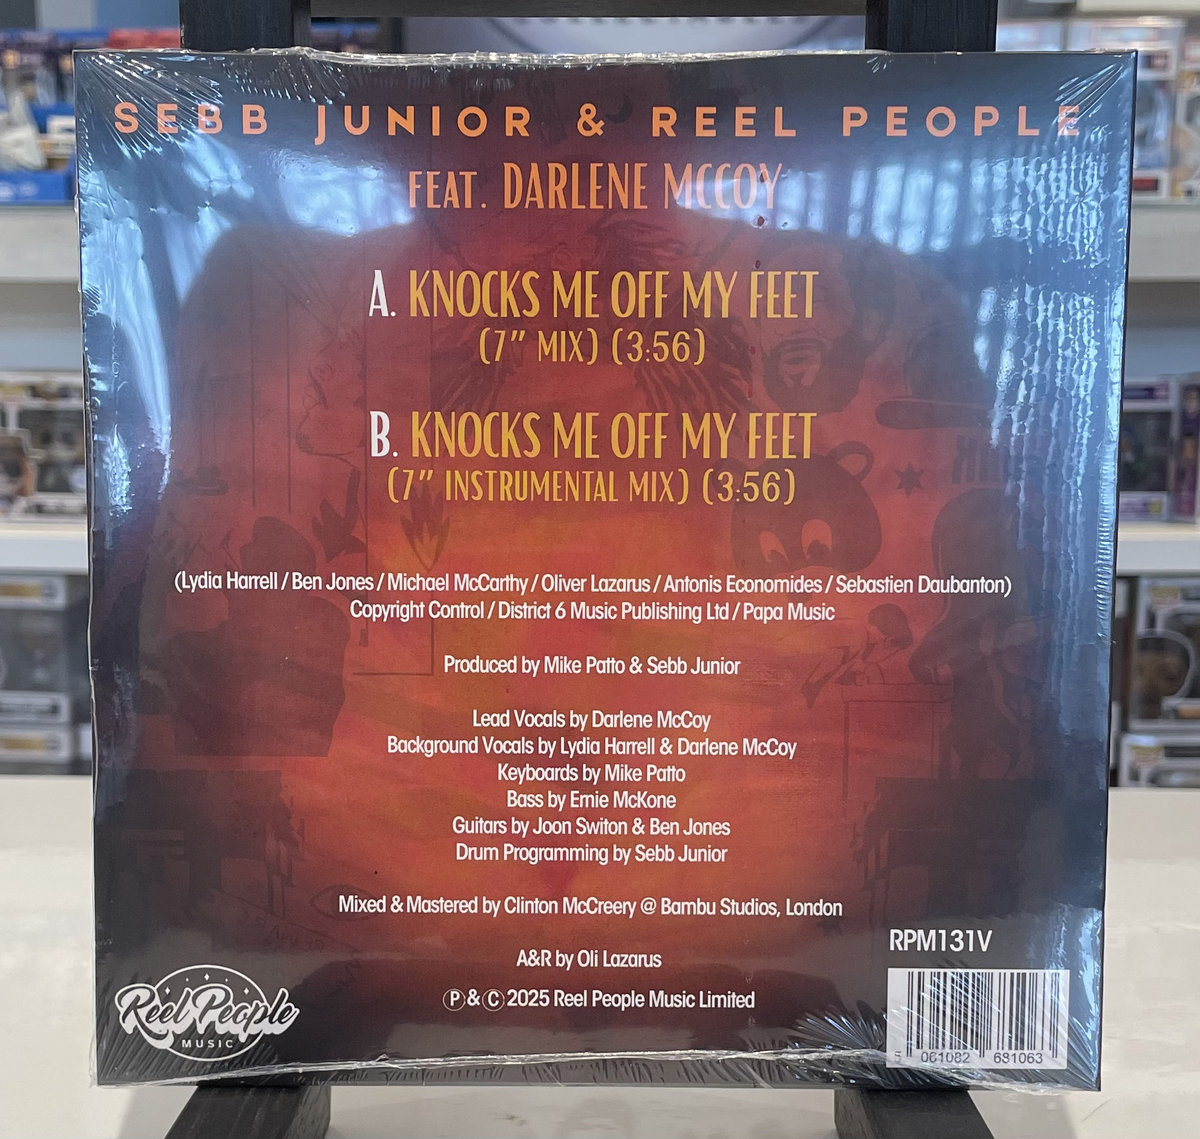 SEBB JUNIOR & REEL PEOPLE
FEAT. DARLENE MCCOY
A. KNOCKS ME OFF MY FEET
(7" MIX) (3:56)
B. KNOCKS ME OFF MY FEET
(7" INSTRUMENTAL MIX) (3:56)
(Lydia Harrell / Ben Jones / Michael McCarthy / Oliver Lazarus / Antonis Economides / Sebastien Daubanton)
Copyright Control / District 6 Music Publishing Ltd / Papa Music
Produced by Mike Patto & Sebb Junior
Lead Vocals by Darlene McCoy
Background Vocals by Lydia Harrell & Darlene McCoy
Keyboards by Mike Patto
Bass by Ernie McKone
Guitars by Joon Switon & Ben Jones
Drum Programming by Sebb Junior
Mixed & Mastered by Clinton McCreery @ Bambu Studios, London
A&R by Oli Lazarus
Ⓟ & Ⓒ 2025 Reel People Music Limited
RPM131V
Reel People
MUSIC
5 061082 631063